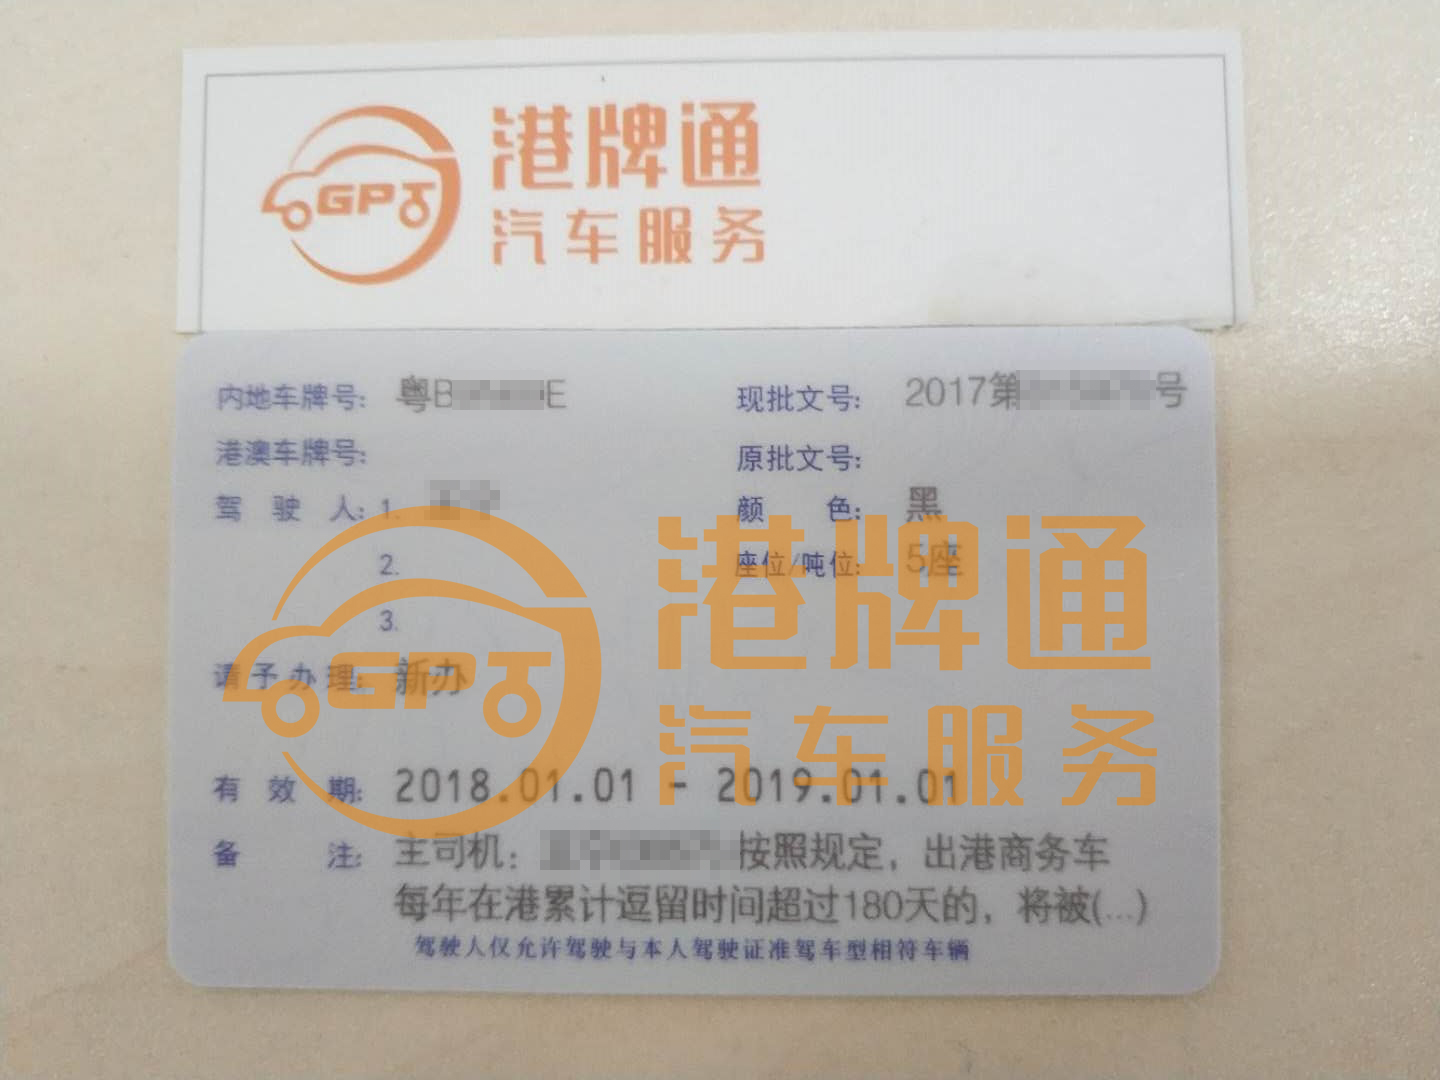 GPT
港牌通
汽车服务
内地车牌号: 粤B E
现批文号: 2017第 号
港澳车牌号:
原批文号:
驾驶人: 1.
颜色: 黑
2.
座位/吨位: 5座
3.
请予办理: 新办
有效期: 2018.01.01 - 2019.01.01
备注: 主司机: 按照规定，出港商务车
每年在港累计逗留时间超过180天的，将被(...)
驾驶人仅允许驾驶与本人驾驶证准驾车型相符车辆
GPT
港牌通
汽车服务